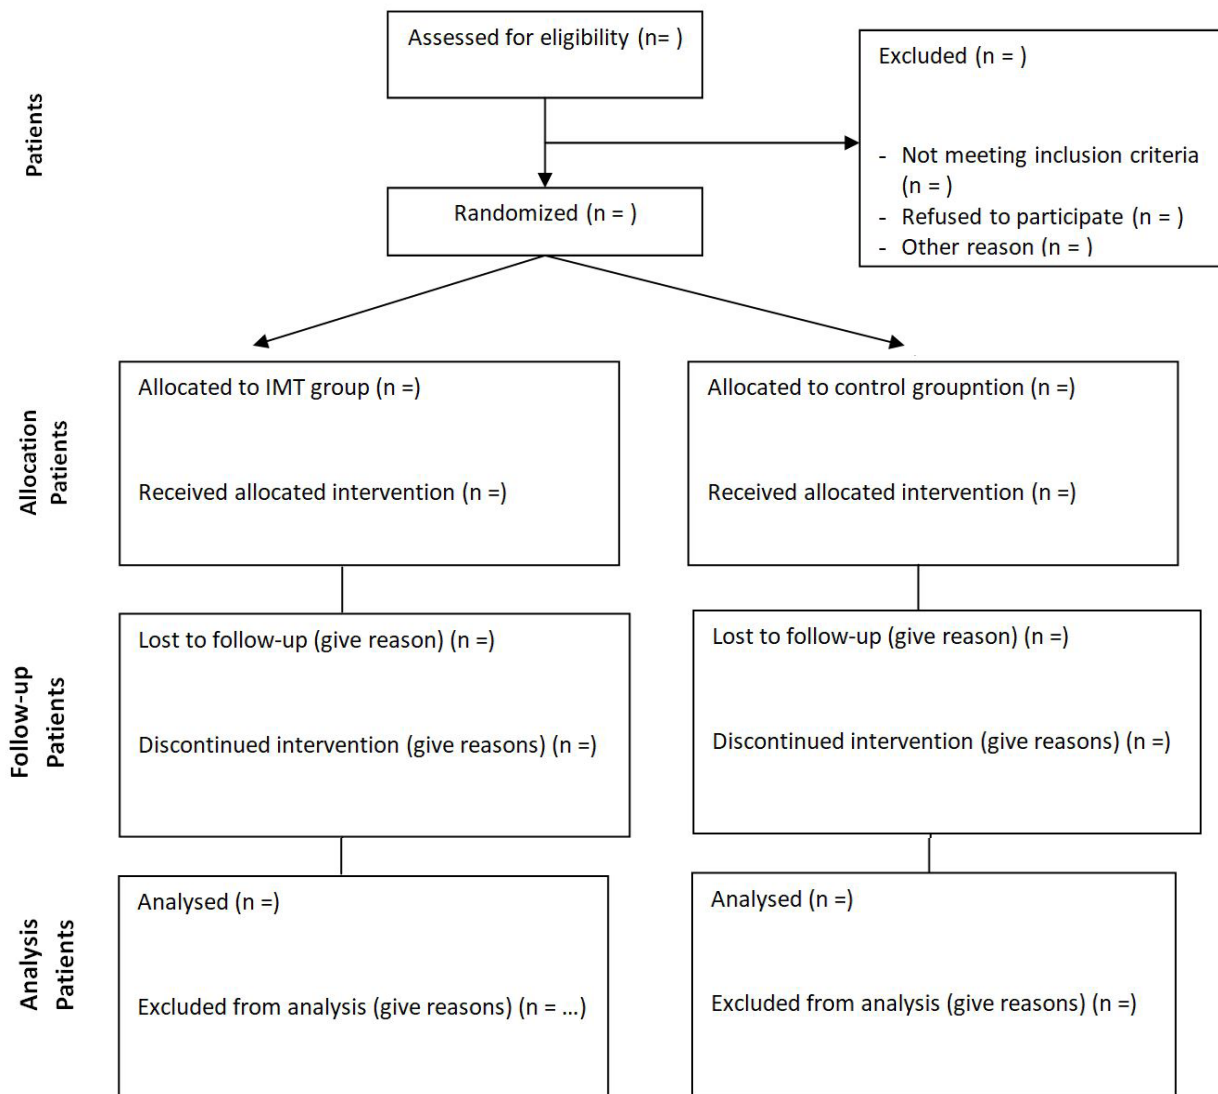 Assessed for eligibility (n= )
Excluded (n = )
- Not meeting inclusion criteria
(n = )
- Refused to participate (n = )
- Other reason (n = )
Patients
Randomized (n = )
Allocation
Patients
Allocated to IMT group (n =)
Received allocated intervention (n =)
Allocated to control groupntion (n =)
Received allocated intervention (n =)
Follow-up
Patients
Lost to follow-up (give reason) (n =)
Discontinued intervention (give reasons) (n =)
Lost to follow-up (give reason) (n =)
Discontinued intervention (give reasons) (n =)
Analysis
Patients
Analysed (n =)
Excluded from analysis (give reasons) (n = ...)
Analysed (n =)
Excluded from analysis (give reasons) (n =)